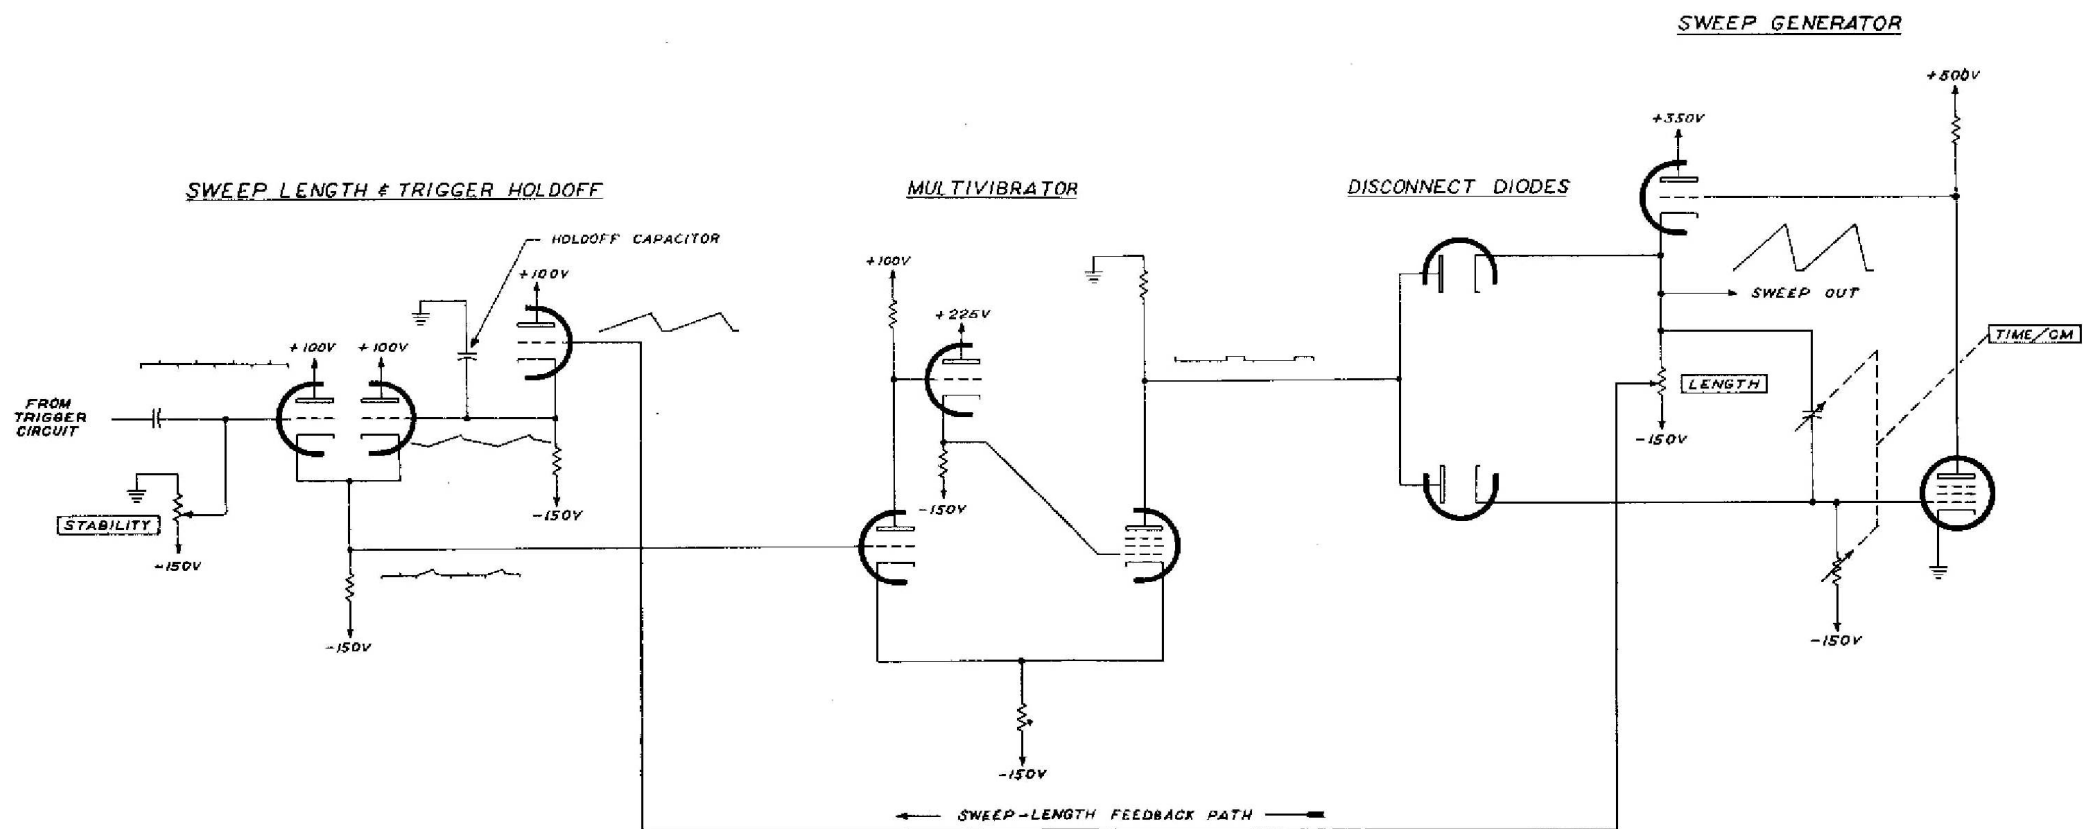 SWEEP GENERATOR
+500V
+350V
SWEEP LENGTH & TRIGGER HOLDOFF
MULTIVIBRATOR
DISCONNECT DIODES
HOLDOFF CAPACITOR
+100V
+100V
+225V
SWEEP OUT
TIME/CM
+100V
+100V
LENGTH
FROM
TRIGGER
CIRCUIT
-150V
STABILITY
-150V
-150V
-150V
-150V
-150V
-150V
SWEEP-LENGTH FEEDBACK PATH